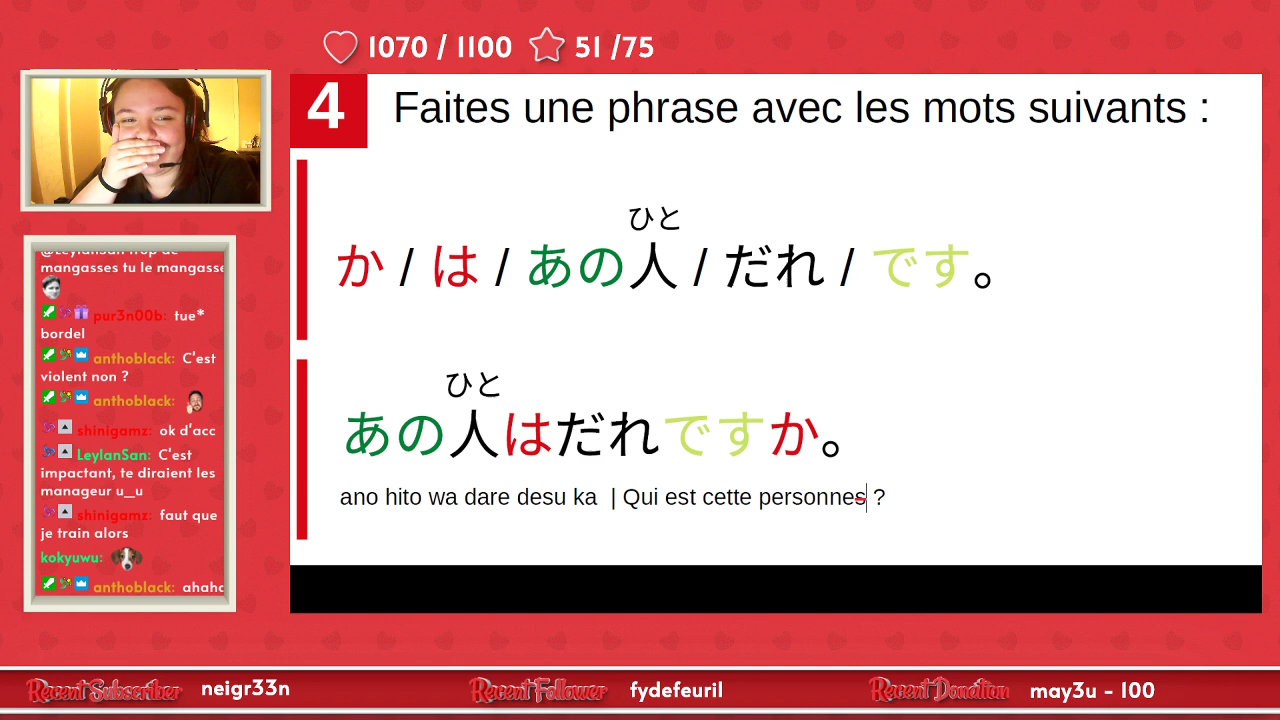 1070 / 1100 51 /75
4 Faites une phrase avec les mots suivants :
ひと
か / は / あの人 / だれ / です。
ひと
あの人はだれですか。
ano hito wa dare desu ka | Qui est cette personnes ?
mangasses tu le mangasse
pur3n00b: tue*
bordel
anthoblack: C'est
violent non ?
anthoblack:
shinigamz: ok d'acc
LeylanSan: C'est
impactant, te diraient les
manageur u_u
shinigamz: faut que
je train alors
kokyuwu:
anthoblack: ahaha
Recent Subscriber neigr33n Recent Follower fydefeuril Recent Donation may3u - 100